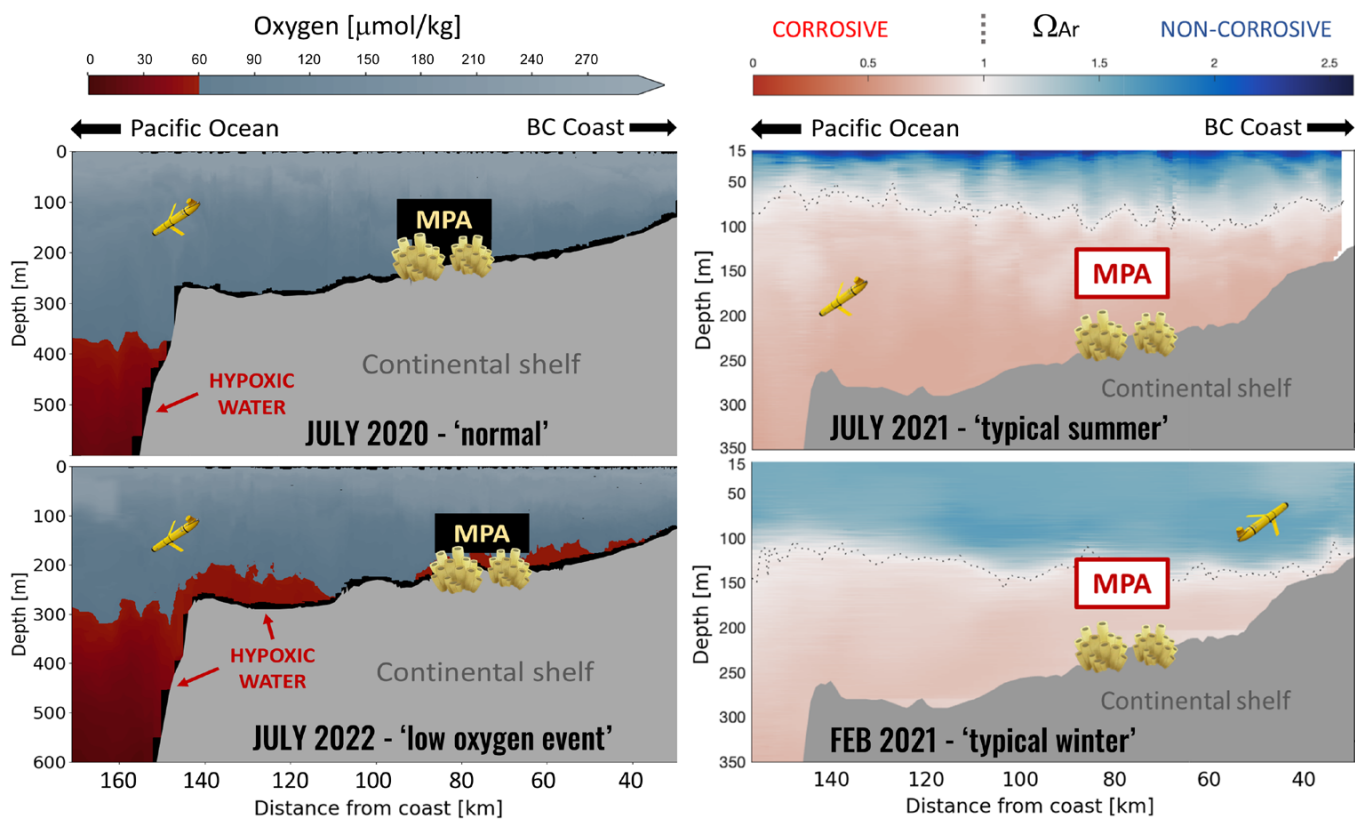 Oxygen [μmol/kg]
0 30 60 90 120 150 180 210 240 270
Pacific Ocean
BC Coast
0
100
200
300
400
500
Depth [m]
MPA
Continental shelf
HYPOXIC
WATER
JULY 2020 - ‘normal’
0
100
200
300
400
500
600
Depth [m]
MPA
Continental shelf
HYPOXIC
WATER
JULY 2022 - ‘low oxygen event’
160 140 120 100 80 60 40
Distance from coast [km]
CORROSIVE ΩAr NON-CORROSIVE
0 0.5 1 1.5 2 2.5
Pacific Ocean
BC Coast
15
50
100
150
200
250
300
350
Depth [m]
MPA
Continental shelf
JULY 2021 - ‘typical summer’
15
50
100
150
200
250
300
350
Depth [m]
MPA
Continental shelf
FEB 2021 - ‘typical winter’
140 120 100 80 60 40
Distance from coast [km]